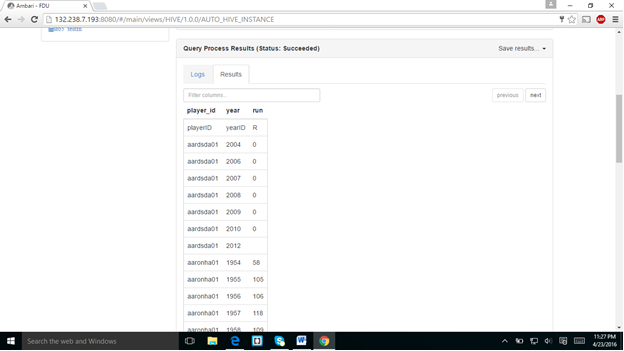 Ambari - FDU
132.238.7.193:8080/#/main/views/HIVE/1.0.0/AUTO_HIVE_INSTANCE
Query Process Results (Status: Succeeded)
Save results...
Logs
Results
Filter columns...
previous
next
player_id year run
playerID yearID R
aardsda01 2004 0
aardsda01 2006 0
aardsda01 2007 0
aardsda01 2008 0
aardsda01 2009 0
aardsda01 2010 0
aardsda01 2012
aaronha01 1954 58
aaronha01 1955 105
aaronha01 1956 106
aaronha01 1957 118
aaronha01 1958 109
Search the web and Windows
11:27 PM
4/23/2016